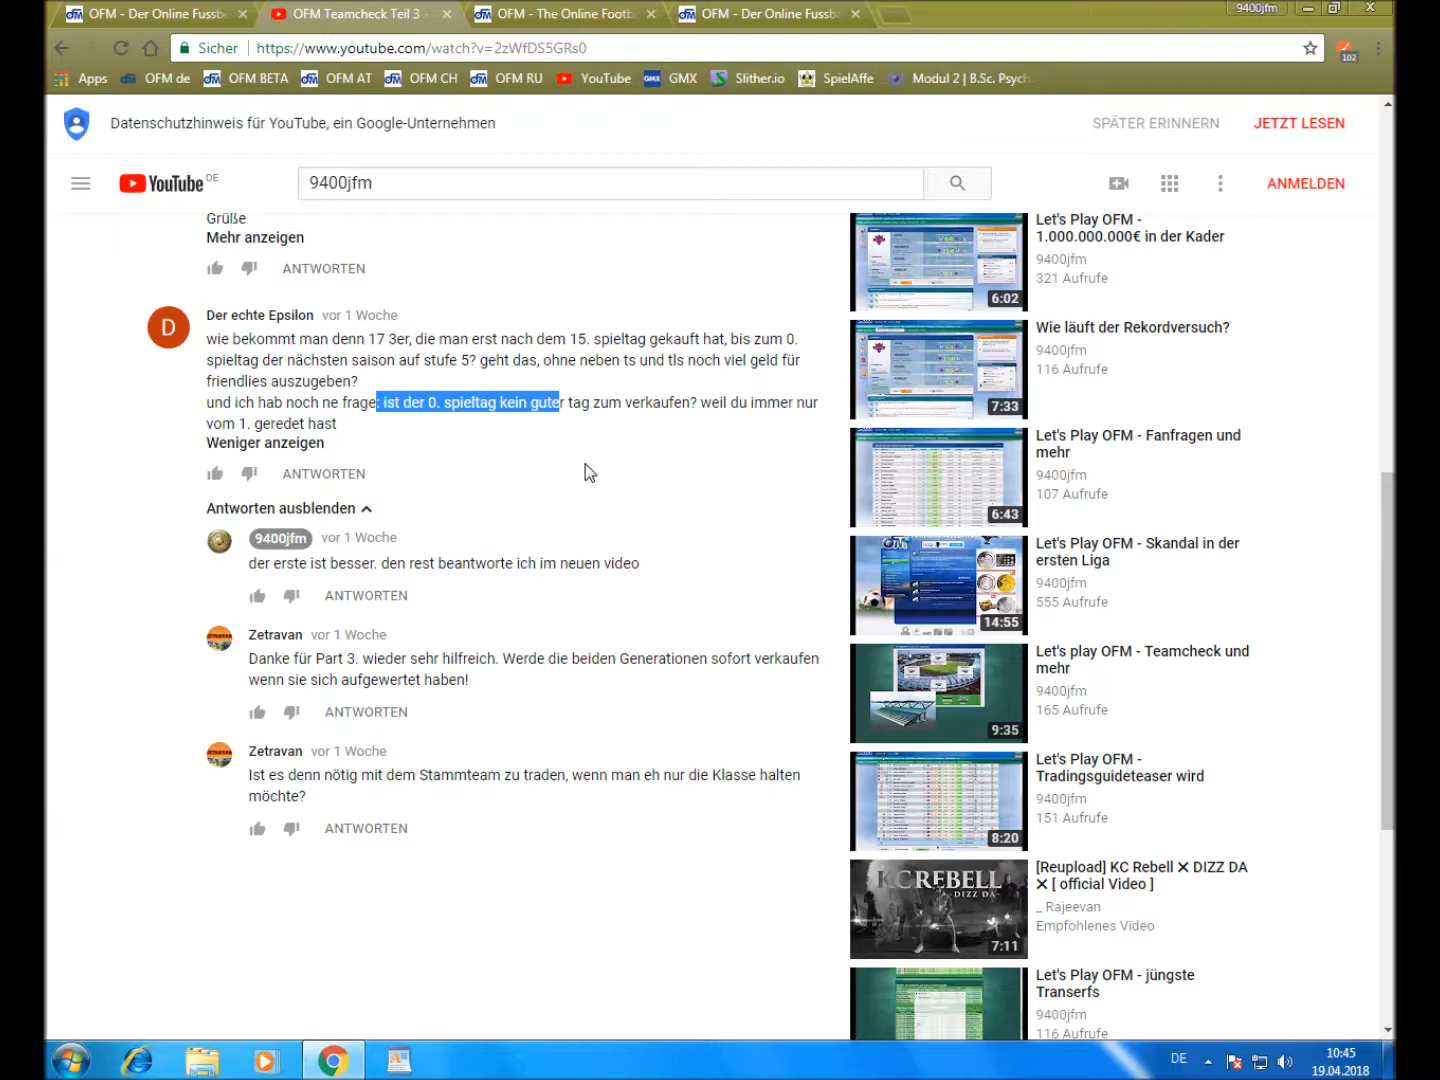 OFM - Der Online Fussb
OFM Teamcheck Teil 3 -
OFM - The Online Footb
OFM - Der Online Fussb
9400jfm
Sicher
https://www.youtube.com/watch?v=2zWfDS5GRs0
102
Apps
OFM de
OFM BETA
OFM AT
OFM CH
OFM RU
YouTube
GMX
Slither.io
SpielAffe
Modul 2 | B.Sc. Psych
Datenschutzhinweis für YouTube, ein Google-Unternehmen
SPÄTER ERINNERN
JETZT LESEN
YouTube DE
9400jfm
ANMELDEN
Grüße
Mehr anzeigen
ANTWORTEN
D
Der echte Epsilon vor 1 Woche
wie bekommt man denn 17 3er, die man erst nach dem 15. spieltag gekauft hat, bis zum 0.
spieltag der nächsten saison auf stufe 5? geht das, ohne neben ts und tls noch viel geld für
friendlies auszugeben?
und ich hab noch ne frage: ist der 0. spieltag kein guter tag zum verkaufen? weil du immer nur
vom 1. geredet hast
Weniger anzeigen
ANTWORTEN
Antworten ausblenden
9400jfm vor 1 Woche
der erste ist besser. den rest beantworte ich im neuen video
ANTWORTEN
Zetravan vor 1 Woche
Danke für Part 3. wieder sehr hilfreich. Werde die beiden Generationen sofort verkaufen
wenn sie sich aufgewertet haben!
ANTWORTEN
Zetravan vor 1 Woche
Ist es denn nötig mit dem Stammteam zu traden, wenn man eh nur die Klasse halten
möchte?
ANTWORTEN
Let's Play OFM -
1.000.000.000€ in der Kader
9400jfm
321 Aufrufe
6:02
Wie läuft der Rekordversuch?
9400jfm
116 Aufrufe
7:33
Let's Play OFM - Fanfragen und
mehr
9400jfm
107 Aufrufe
6:43
Let's Play OFM - Skandal in der
ersten Liga
9400jfm
555 Aufrufe
14:55
Let's play OFM - Teamcheck und
mehr
9400jfm
165 Aufrufe
9:35
Let's Play OFM -
Tradingsguideteaser wird
9400jfm
151 Aufrufe
8:20
KC REBELL
DIZZ DA
[Reupload] KC Rebell ✕ DIZZ DA
✕ [ official Video ]
_ Rajeevan
Empfohlenes Video
7:11
Let's Play OFM - jüngste
Transerfs
9400jfm
116 Aufrufe
DE
10:45
19.04.2018